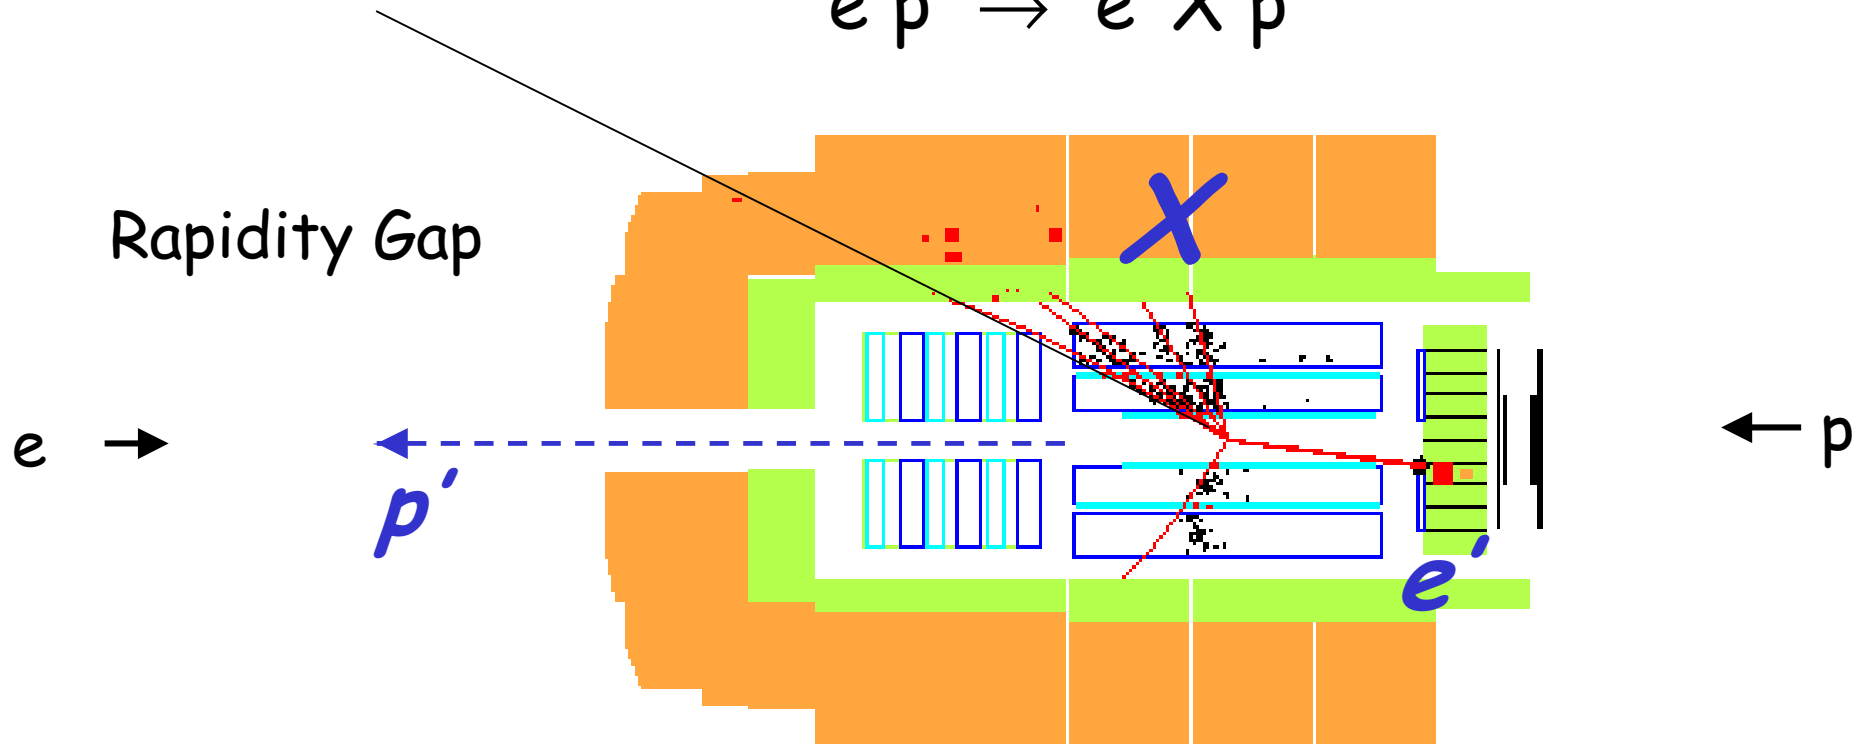 e p → e X p
X
Rapidity Gap
e
p
p′
e′